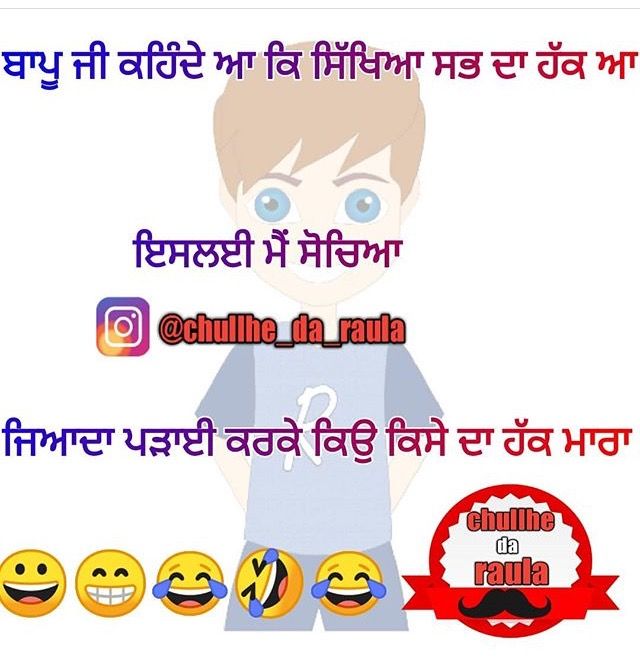 ਬਾਪੂ ਜੀ ਕਹਿੰਦੇ ਆ ਕਿ ਸਿੱਖਿਆ ਸਭ ਦਾ ਹੱਕ ਆ
ਇਸਲਈ ਮੈਂ ਸੋਚਿਆ
@chullhe_da_raula
R
ਜਿਆਦਾ ਪੜਾਈ ਕਰਕੇ ਕਿਉ ਕਿਸੇ ਦਾ ਹੱਕ ਮਾਰਾ
chullhe
da
raula